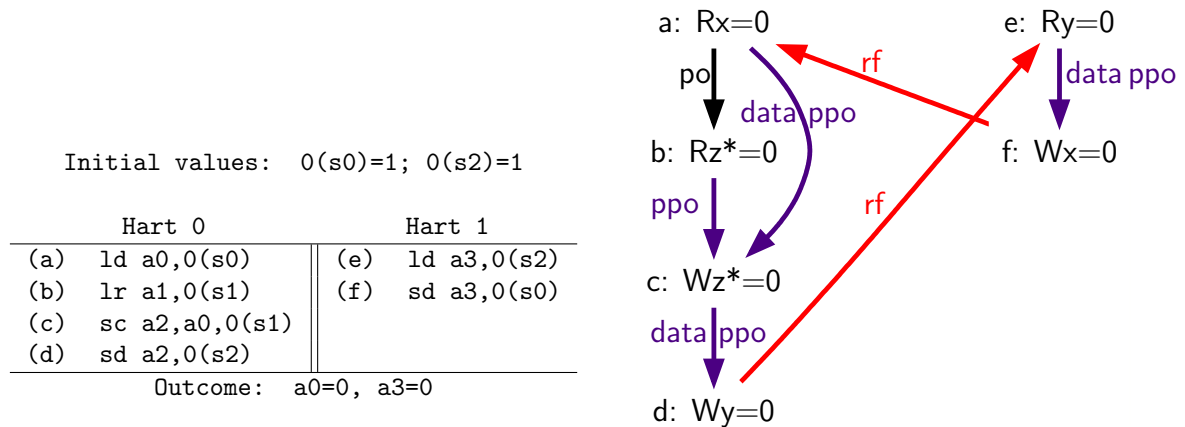 Initial values: 0(s0)=1; 0(s2)=1
Hart 0 Hart 1
(a) ld a0,0(s0) (e) ld a3,0(s2)
(b) lr a1,0(s1) (f) sd a3,0(s0)
(c) sc a2,a0,0(s1)
(d) sd a2,0(s2)
Outcome: a0=0, a3=0
a: Rx=0
e: Ry=0
po
rf
data ppo
data ppo
b: Rz*=0
f: Wx=0
ppo
rf
c: Wz*=0
data ppo
d: Wy=0